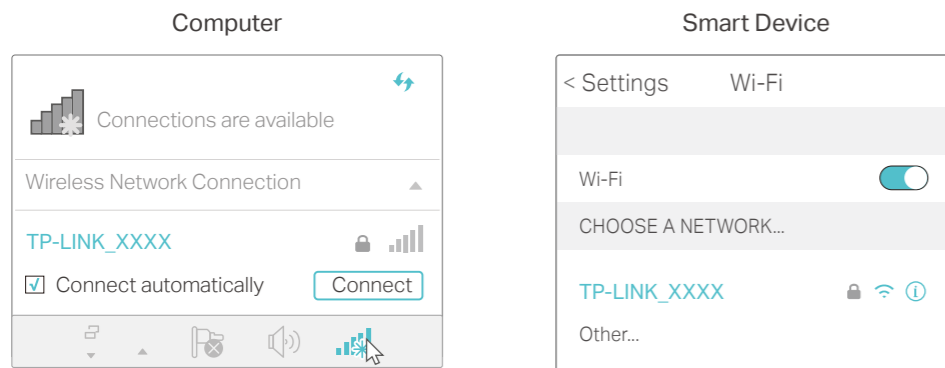 Computer
Connections are available
Wireless Network Connection
TP-LINK_XXXX
Connect automatically
Connect
Smart Device
< Settings Wi-Fi
Wi-Fi
CHOOSE A NETWORK...
TP-LINK_XXXX
Other...